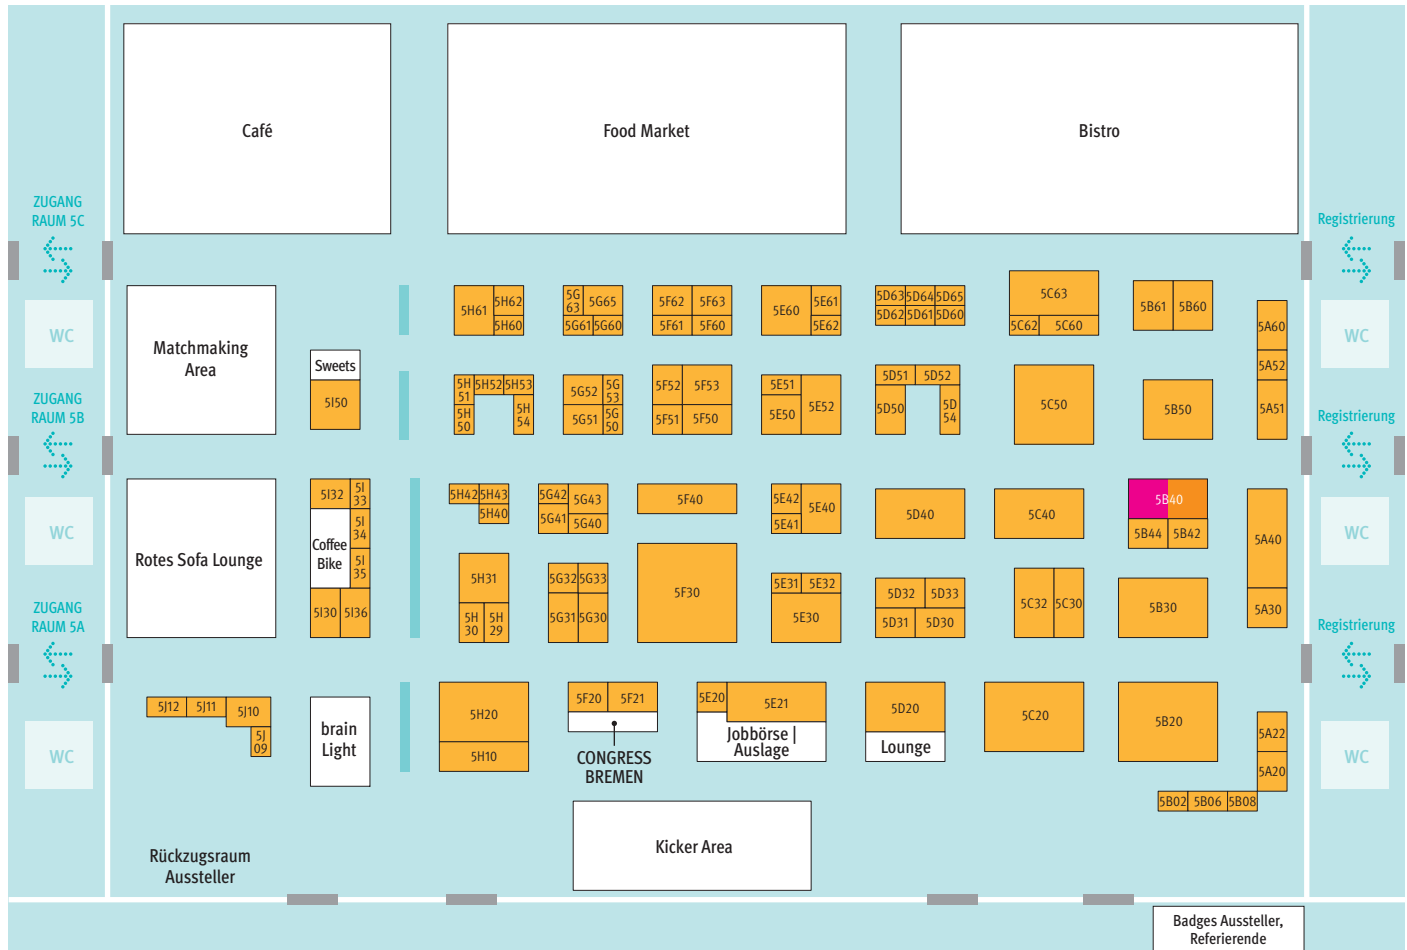 Café
Food Market
Bistro
ZUGANG
RAUM 5C
Registrierung
WC
WC
Matchmaking
Area
Sweets
5I50
5H61
5H62
5H60
5G
63
5G65
5G61
5G60
5F62
5F63
5F61
5F60
5E60
5E61
5E62
5D63
5D64
5D65
5D62
5D61
5D60
5C63
5C62
5C60
5B61
5B60
5A60
5A52
5A51
ZUGANG
RAUM 5B
Registrierung
5H
51
5H52
5H53
5H
50
5H
54
5G52
5G
53
5G51
5G
50
5F52
5F53
5F51
5F50
5E51
5E50
5E52
5D51
5D52
5D50
5D
54
5C50
5B50
WC
WC
Rotes Sofa Lounge
5I32
5I
33
5I
34
Coffee
Bike
5I
35
5I30
5I36
5H42
5H43
5H40
5G42
5G43
5G41
5G40
5F40
5E42
5E40
5E41
5D40
5C40
5B40
5B44
5B42
5A40
5A30
5H31
5H
30
5H
29
5G32
5G33
5G31
5G30
5F30
5E31
5E32
5E30
5D32
5D33
5D31
5D30
5C32
5C30
5B30
ZUGANG
RAUM 5A
Registrierung
WC
WC
5J12
5J11
5J10
5J
09
brain
Light
5H20
5H10
5F20
5F21
CONGRESS
BREMEN
5E20
5E21
Jobbörse |
Auslage
5D20
Lounge
5C20
5B20
5A22
5A20
5B02
5B06
5B08
Kicker Area
Rückzugsraum
Aussteller
Badges Aussteller,
Referierende